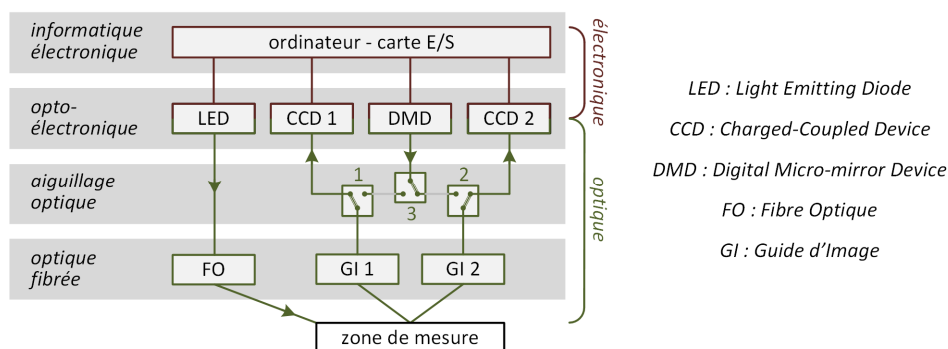 informatique
électronique
ordinateur - carte E/S
électronique
opto-
électronique
LED
CCD 1
DMD
CCD 2
aiguillage
optique
1
2
3
optique
optique
fibrée
FO
GI 1
GI 2
zone de mesure
LED : Light Emitting Diode
CCD : Charged-Coupled Device
DMD : Digital Micro-mirror Device
FO : Fibre Optique
GI : Guide d'Image